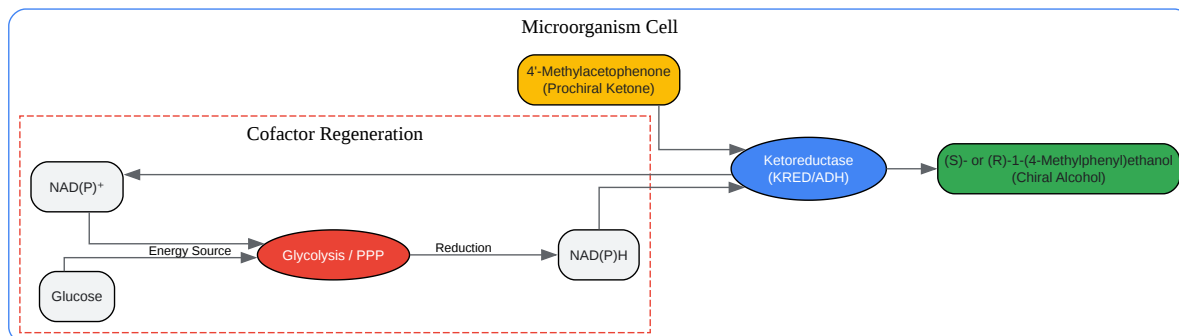 Microorganism Cell
4'-Methylacetophenone
(Prochiral Ketone)
Cofactor Regeneration
Ketoreductase
(KRED/ADH)
(S)- or (R)-1-(4-Methylphenyl)ethanol
(Chiral Alcohol)
NAD(P)⁺
Energy Source
Glycolysis / PPP
Reduction
NAD(P)H
Glucose